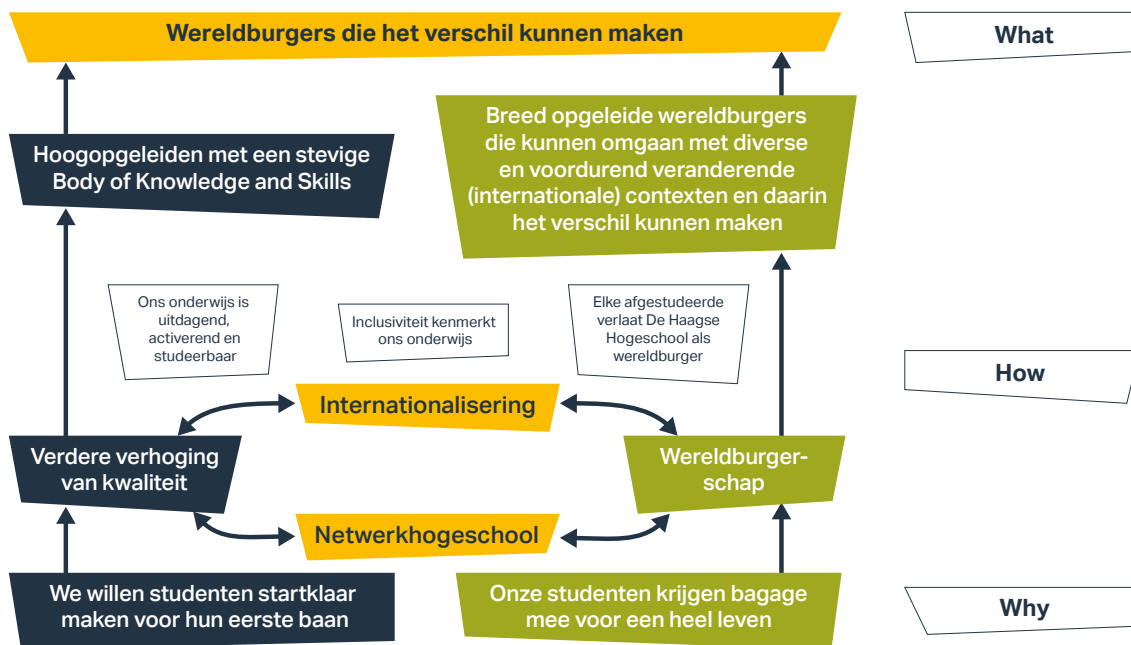 Wereldburgers die het verschil kunnen maken
What
Hoogopgeleiden met een stevige
Body of Knowledge and Skills
Breed opgeleide wereldburgers
die kunnen omgaan met diverse
en voordurend veranderende
(internationale) contexten en daarin
het verschil kunnen maken
Ons onderwijs is
uitdagend,
activerend en
studeerbaar
Inclusiviteit kenmerkt
ons onderwijs
Elke afgestudeerde
verlaat De Haagse
Hogeschool als
wereldburger
How
Internationalisering
Verdere verhoging
van kwaliteit
Wereldburger-
schap
Netwerkhogeschool
We willen studenten startklaar
maken voor hun eerste baan
Onze studenten krijgen bagage
mee voor een heel leven
Why